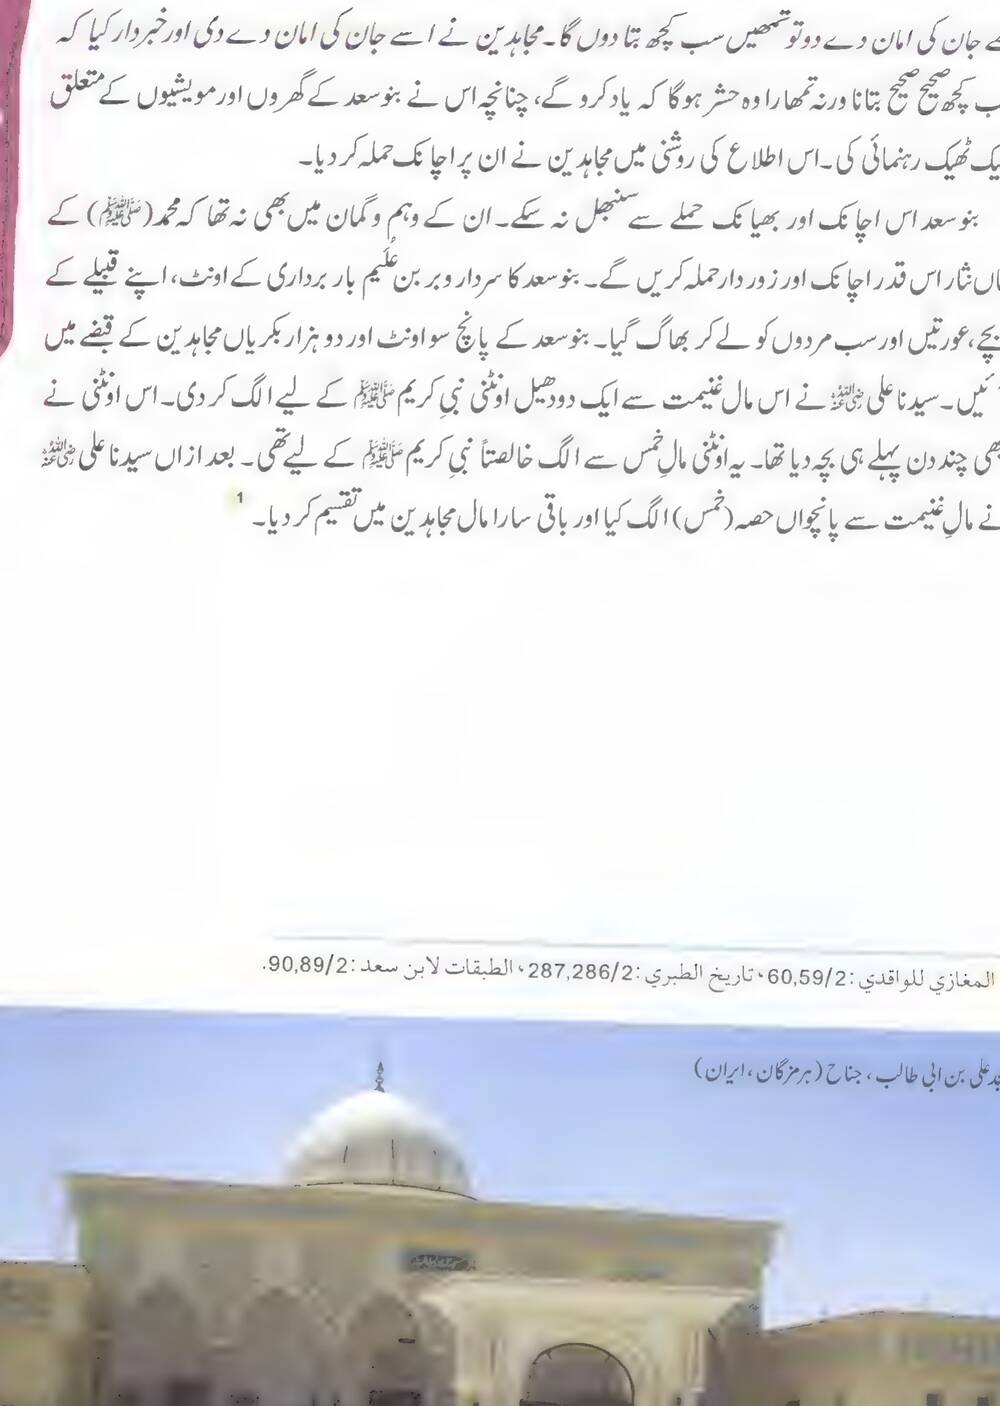 جان کی امان دے دو تو تمھیں سب کچھ بتا دوں گا۔ مجاہدین نے اسے جان کی امان دے دی اور خبردار کیا کہ
کچھ صحیح صحیح بتانا ورنہ تمھارا وہ حشر ہوگا کہ یاد کرو گے، چنانچہ اس نے بنو سعد کے گھروں اور مویشیوں کے متعلق
ٹھیک رہنمائی کی۔ اس اطلاع کی روشنی میں مجاہدین نے ان پر اچانک حملہ کر دیا۔
بنو سعد اس اچانک اور بھیانک حملے سے سنبھل نہ سکے۔ ان کے وہم و گمان میں بھی نہ تھا کہ محمد (ﷺ) کے
نثار اس قدر اچانک اور زور دار حملہ کریں گے۔ بنو سعد کا سردار وبر بن عُلَیم بار برداری کے اونٹ، اپنے قبیلے کے
بچے، عورتیں اور سب مردوں کو لے کر بھاگ گیا۔ بنو سعد کے پانچ سو اونٹ اور دو ہزار بکریاں مجاہدین کے قبضے میں
سیدنا علی رضی اللہ عنہ نے اس مال غنیمت سے ایک دودھیل اونٹنی نبیِ کریم ﷺ کے لیے الگ کر دی۔ اس اونٹنی نے
چند دن پہلے ہی بچہ دیا تھا۔ یہ اونٹنی مالِ خمس سے الگ خالصتاً نبیِ کریم ﷺ کے لیے تھی۔ بعد ازاں سیدنا علی رضی اللہ عنہ
نے مالِ غنیمت سے پانچواں حصہ (خمس) الگ کیا اور باقی سارا مال مجاہدین میں تقسیم کر دیا۔ 1
المغازي للواقدي: 2/60,59، تاريخ الطبري: 2/287,286، الطبقات لابن سعد: 2/90,89.
علی بن ابی طالب، جناح (ہرمزگان، ایران)